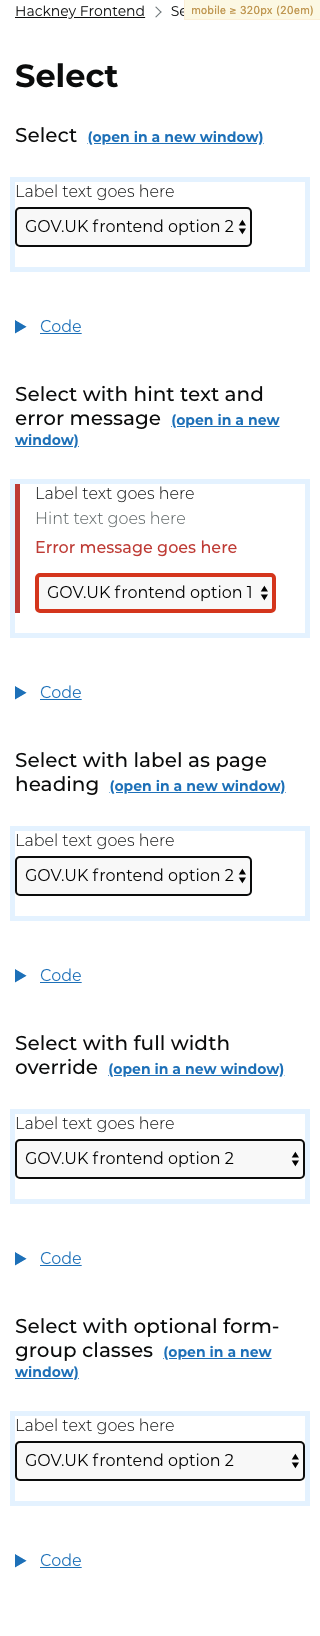 Hackney Frontend
mobile ≥ 320px (20em)
Select
Select (open in a new window)
Label text goes here
GOV.UK frontend option 2
Code
Select with hint text and
error message (open in a new
window)
Label text goes here
Hint text goes here
Error message goes here
GOV.UK frontend option 1
Code
Select with label as page
heading (open in a new window)
Label text goes here
GOV.UK frontend option 2
Code
Select with full width
override (open in a new window)
Label text goes here
GOV.UK frontend option 2
Code
Select with optional form-
group classes (open in a new
window)
Label text goes here
GOV.UK frontend option 2
Code